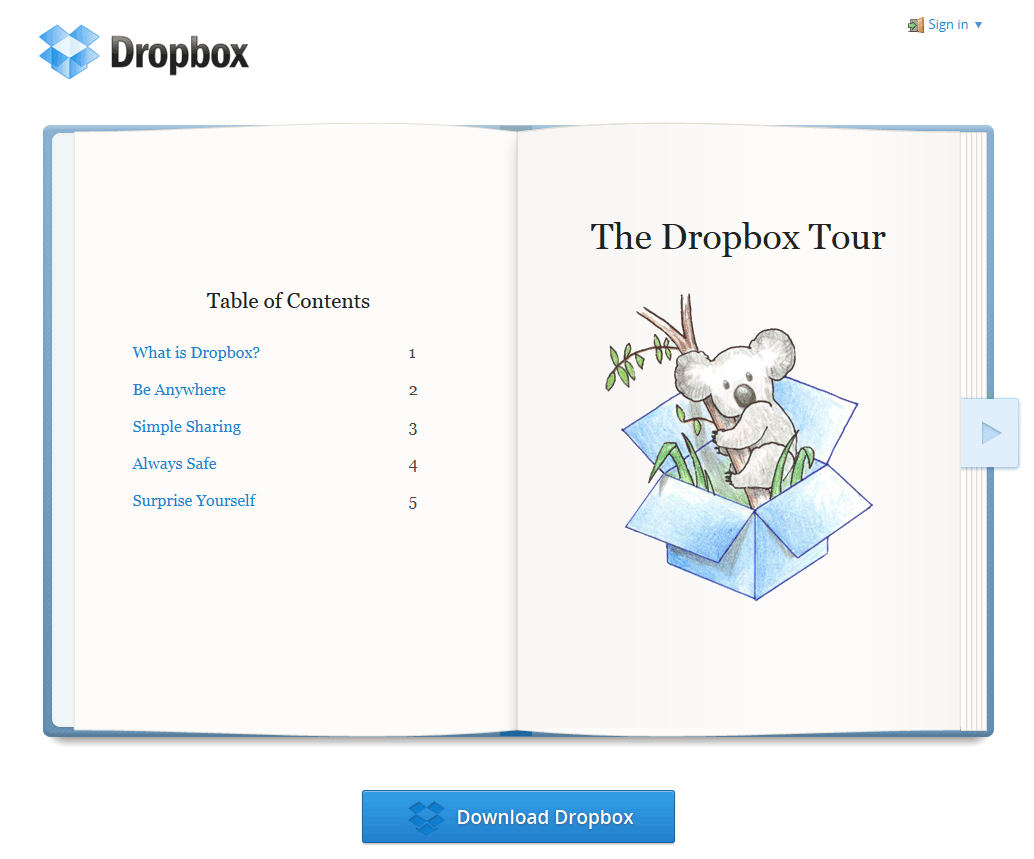 Dropbox
Sign in
The Dropbox Tour
Table of Contents
What is Dropbox? 1
Be Anywhere 2
Simple Sharing 3
Always Safe 4
Surprise Yourself 5
Download Dropbox